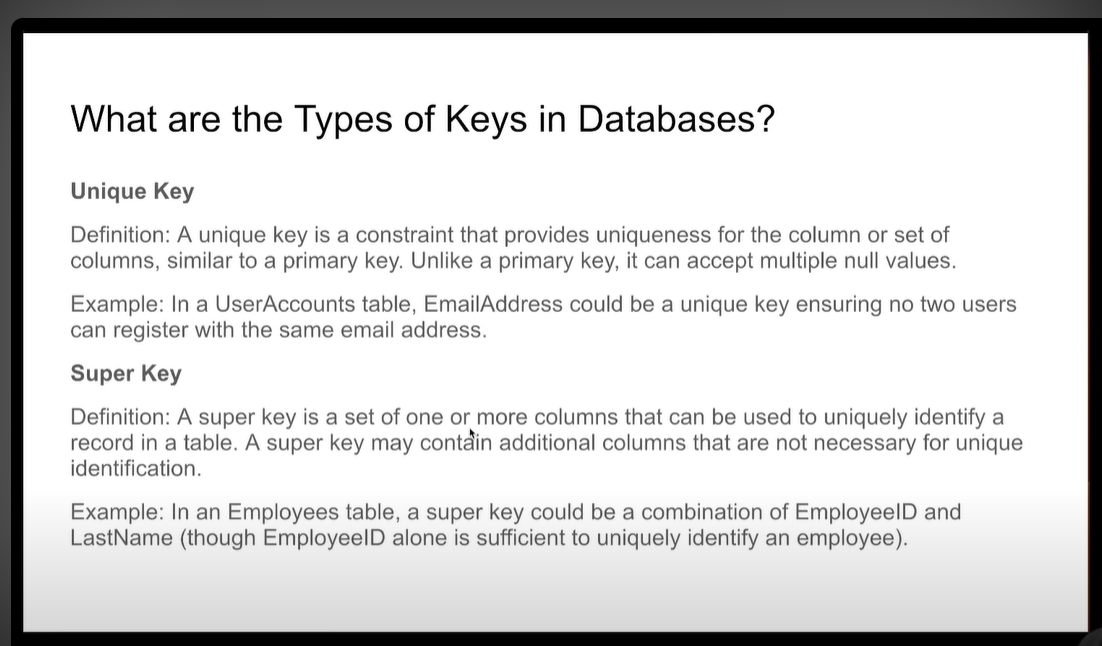 What are the Types of Keys in Databases?
Unique Key
Definition: A unique key is a constraint that provides uniqueness for the column or set of
columns, similar to a primary key. Unlike a primary key, it can accept multiple null values.
Example: In a UserAccounts table, EmailAddress could be a unique key ensuring no two users
can register with the same email address.
Super Key
Definition: A super key is a set of one or more columns that can be used to uniquely identify a
record in a table. A super key may contain additional columns that are not necessary for unique
identification.
Example: In an Employees table, a super key could be a combination of EmployeeID and
LastName (though EmployeeID alone is sufficient to uniquely identify an employee).